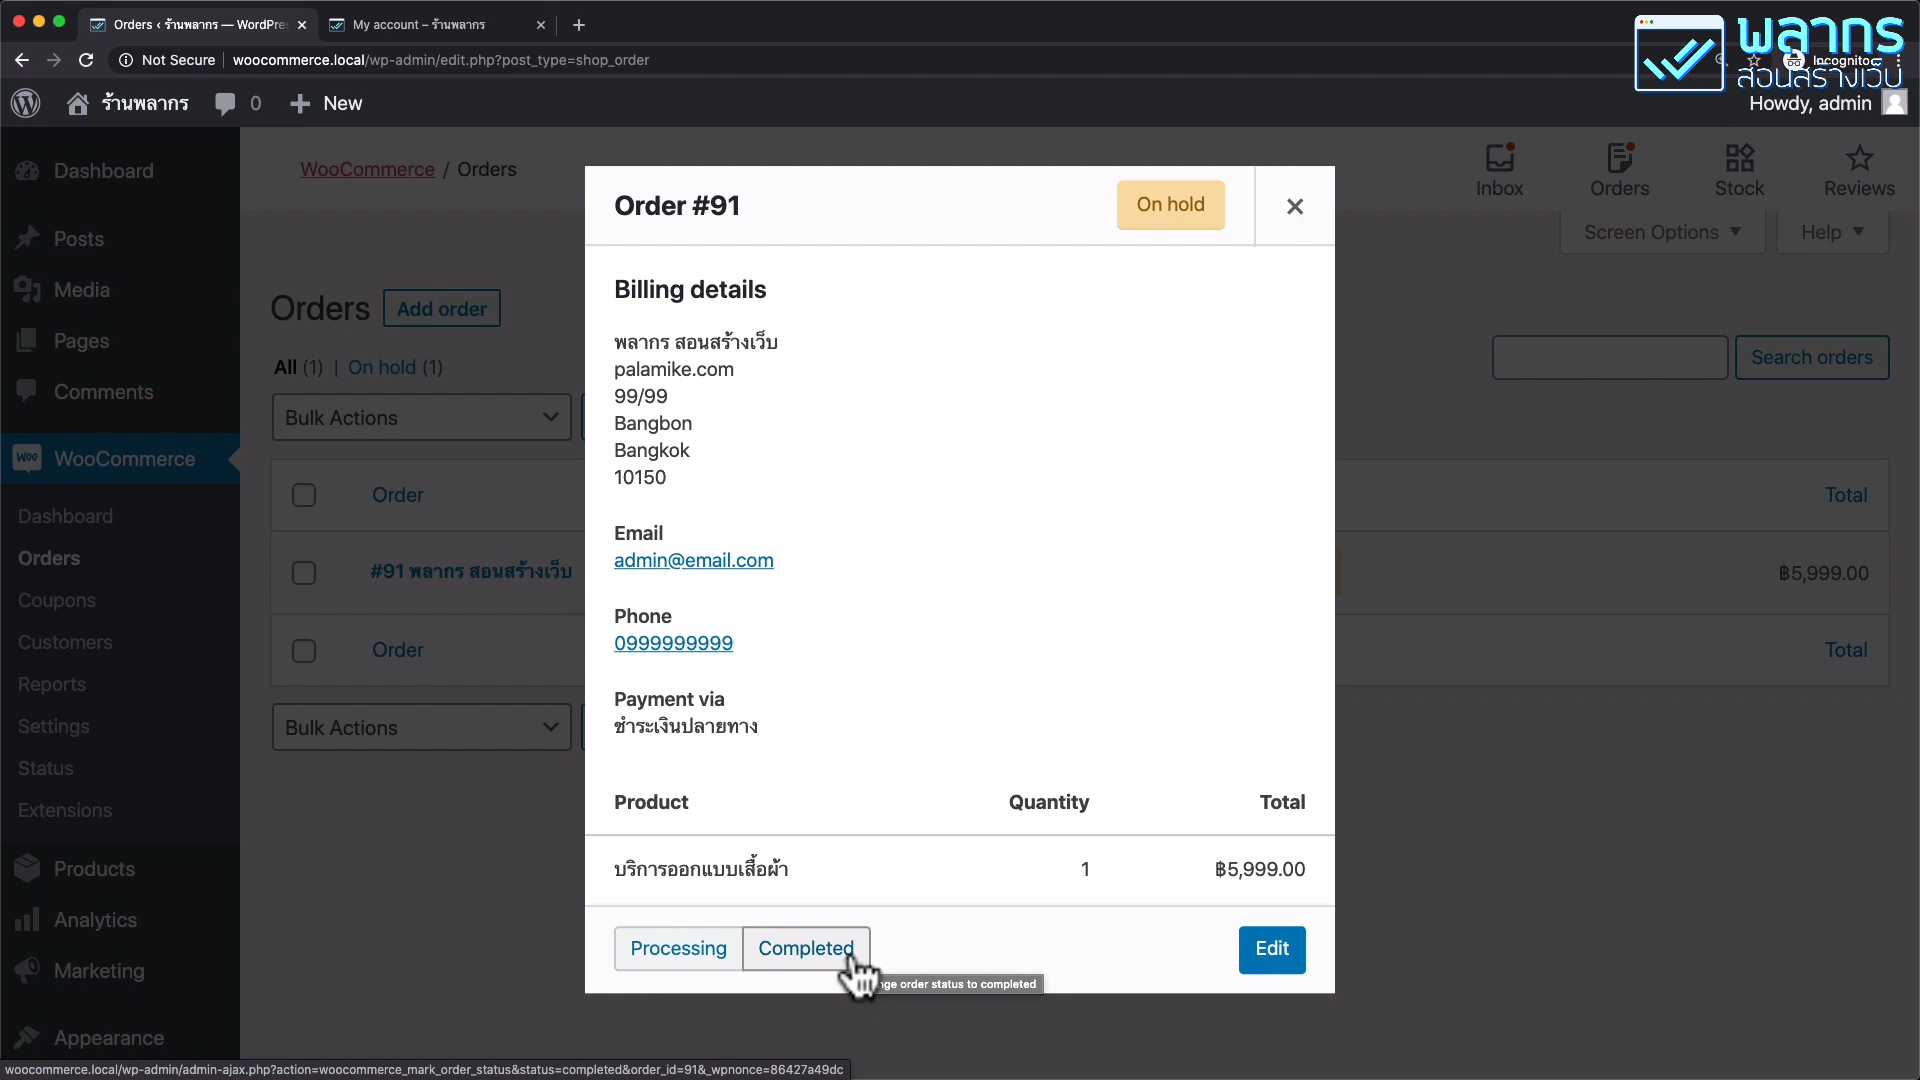 Orders ‹ ร้านพลากร — WordPre
My account – ร้านพลากร
Not Secure
woocommerce.local/wp-admin/edit.php?post_type=shop_order
Incognito
พลากร
สอนสร้างเว็บ
ร้านพลากร
0
New
Howdy, admin
Dashboard
Posts
Media
Pages
Comments
WooCommerce
Dashboard
Orders
Coupons
Customers
Reports
Settings
Status
Extensions
Products
Analytics
Marketing
Appearance
WooCommerce / Orders
Inbox
Orders
Stock
Reviews
Screen Options
Help
Orders
Add order
All (1) | On hold (1)
Search orders
Bulk Actions
Order
Total
#91 พลากร สอนสร้างเว็บ
฿5,999.00
Order
Total
Bulk Actions
Order #91
On hold
Billing details
พลากร สอนสร้างเว็บ
palamike.com
99/99
Bangbon
Bangkok
10150
Email
admin@email.com
Phone
0999999999
Payment via
ชำระเงินปลายทาง
Product Quantity Total
บริการออกแบบเสื้อผ้า 1 ฿5,999.00
Processing
Completed
Edit
order status to completed
woocommerce.local/wp-admin/admin-ajax.php?action=woocommerce_mark_order_status&status=completed&order_id=91&_wpnonce=86427a49dc